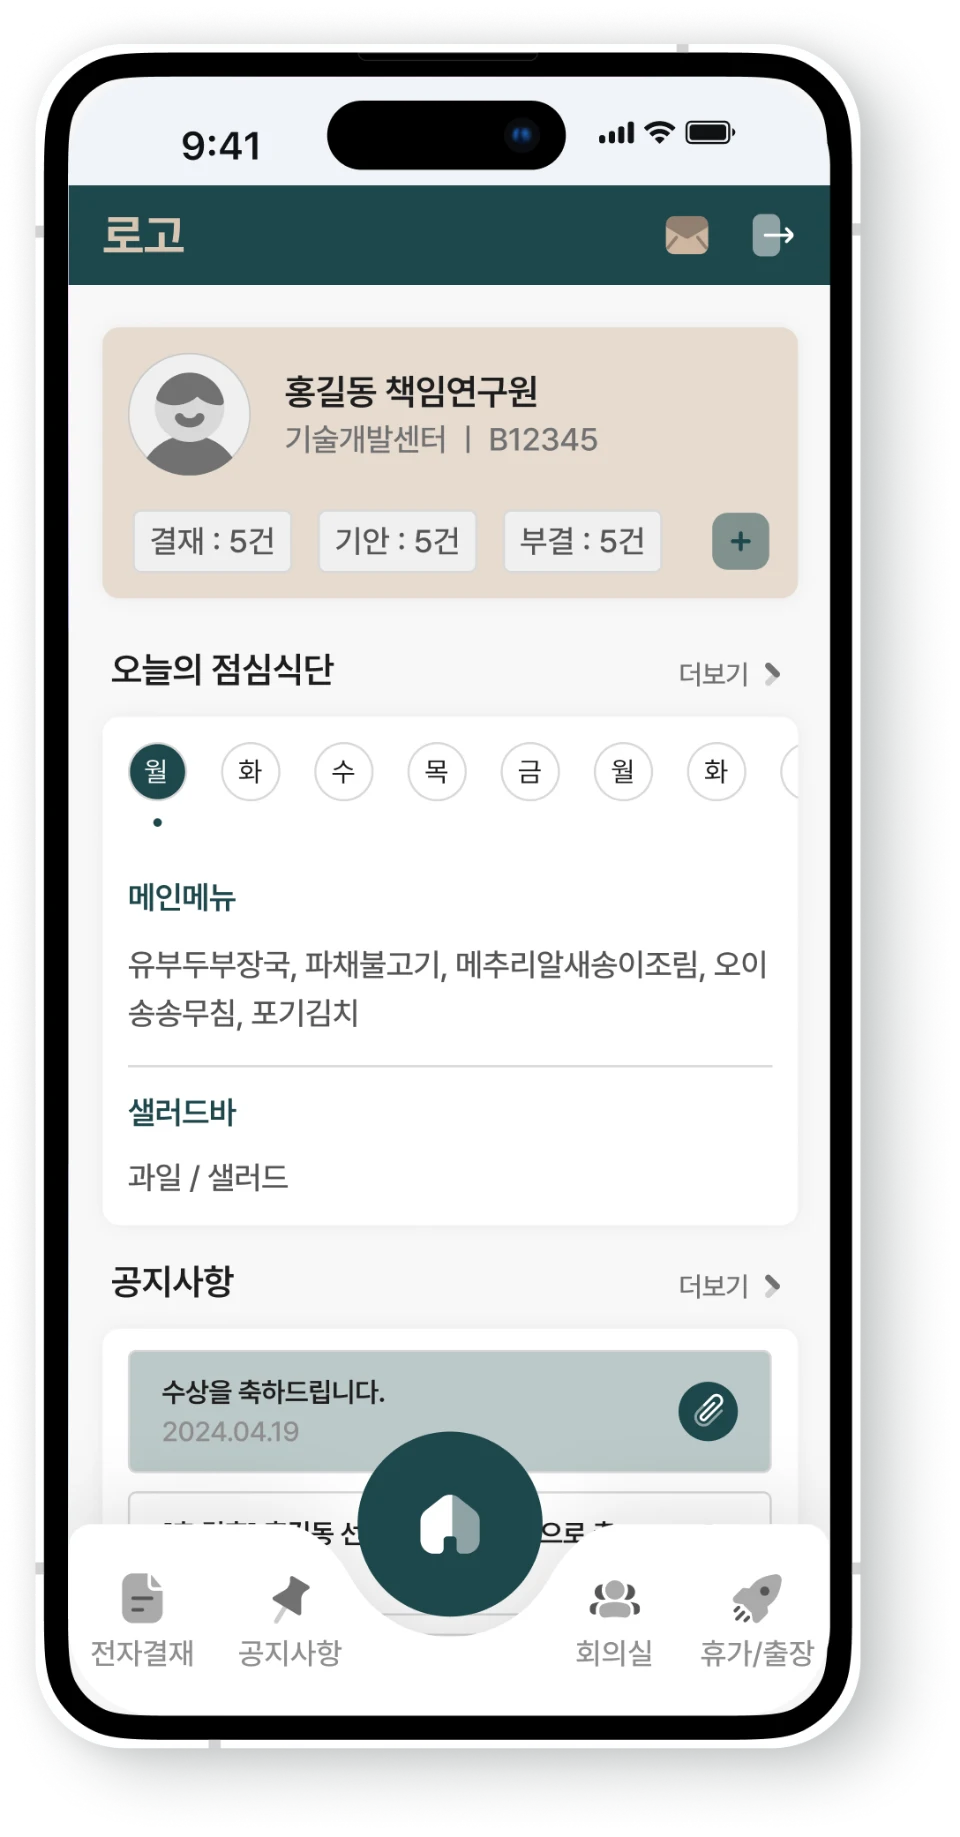 9:41
로고
홍길동 책임연구원
기술개발센터 | B12345
결재 : 5건 기안 : 5건 부결 : 5건 +
오늘의 점심식단 더보기
월 화 수 목 금 월 화
메인메뉴
유부두부장국, 파채불고기, 메추리알새송이조림, 오이
송송무침, 포기김치
샐러드바
과일 / 샐러드
공지사항 더보기
수상을 축하드립니다.
2024.04.19
전자결재 공지사항 회의실 휴가/출장